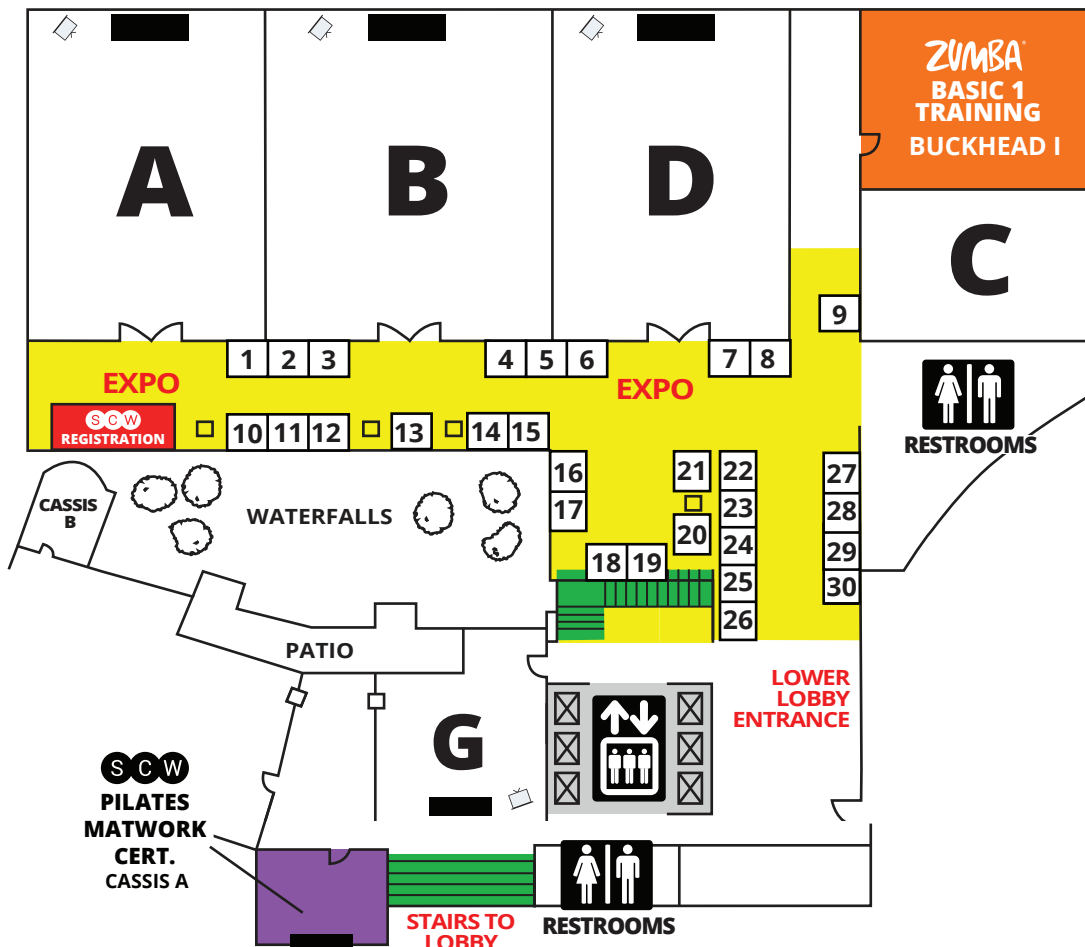 ZUMBA®
BASIC 1
TRAINING
BUCKHEAD I
A
B
D
C
9
1
2
3
4
5
6
7
8
EXPO
EXPO
SCW
REGISTRATION
10
11
12
13
14
15
RESTROOMS
16
17
21
22
23
20
24
18
19
25
26
27
28
29
30
CASSIS
B
WATERFALLS
PATIO
LOWER
LOBBY
ENTRANCE
G
SCW
PILATES
MATWORK
CERT.
CASSIS A
STAIRS TO
LOBBY
RESTROOMS